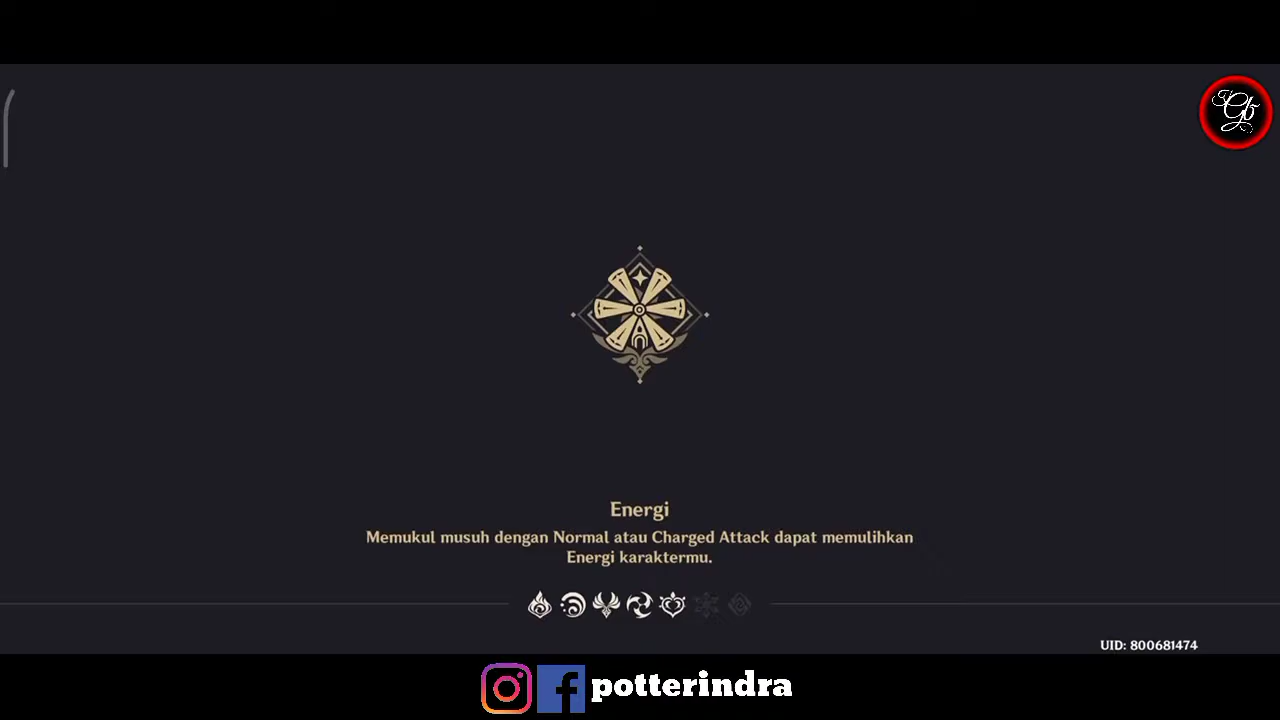 Energi
Memukul musuh dengan Normal atau Charged Attack dapat memulihkan
Energi karaktermu.
UID: 800681474
potterindra